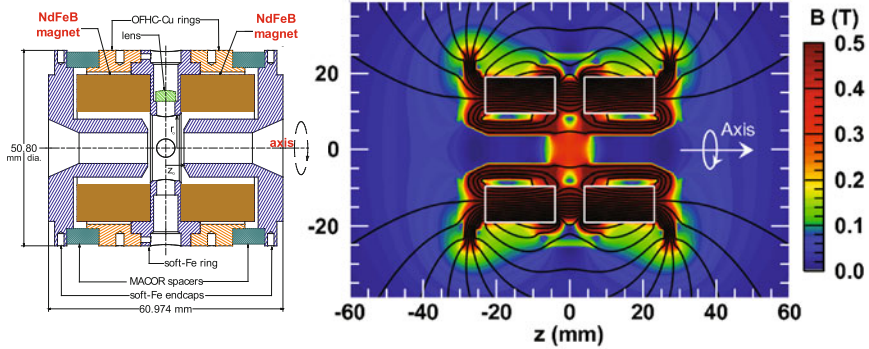 NdFeB
magnet
OFHC-Cu rings
lens
NdFeB
magnet
50.80
mm dia.
r
z
axis
soft-Fe ring
MACOR spacers
soft-Fe endcaps
60.974 mm
20
0
-20
-60
-40
-20
0
20
40
60
z (mm)
Axis
B (T)
0.5
0.4
0.3
0.2
0.1
0.0